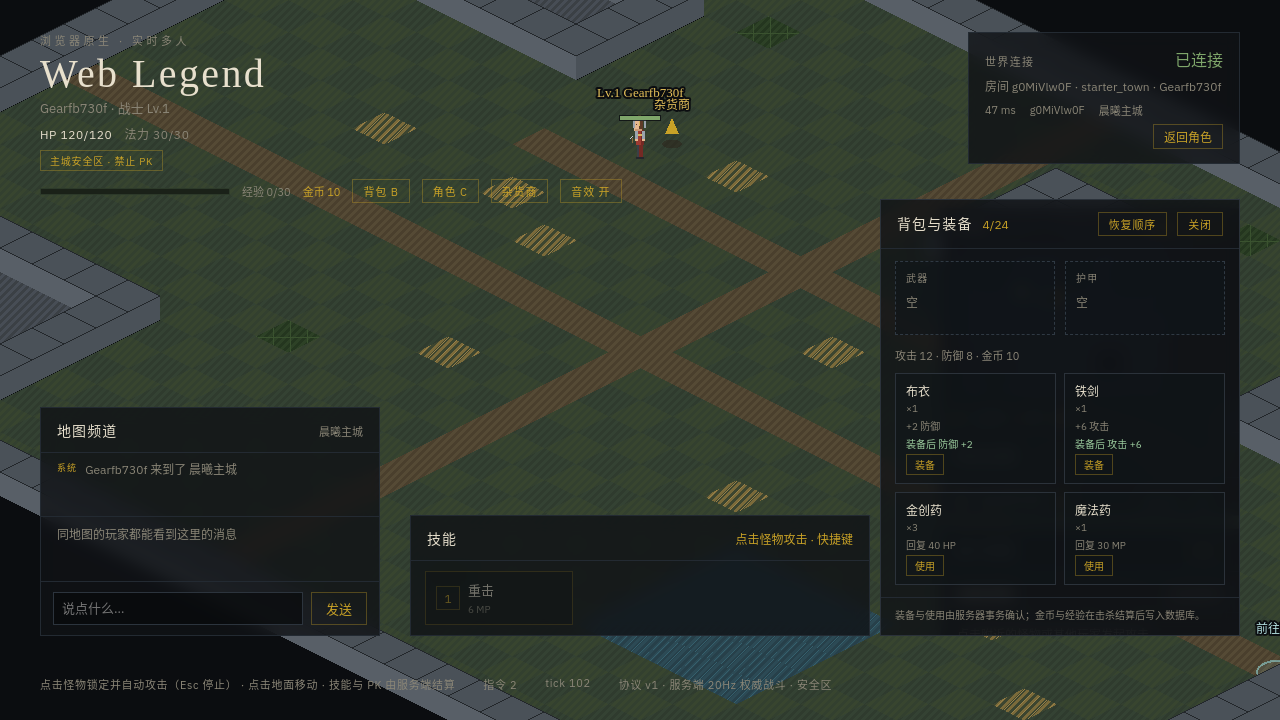 浏览器原生 · 实时多人
Web Legend
Gearfb730f · 战士 Lv.1
HP 120/120 法力 30/30
主城安全区 · 禁止 PK
经验 0/30 金币 10 背包 B 角色 C 杂货商 音效 开
Lv.1 Gearfb730f
杂货商
世界连接 已连接
房间 g0MiVlw0F · starter_town · Gearfb730f
47 ms g0MiVlw0F 晨曦主城
返回角色
背包与装备 4/24 恢复顺序 关闭
武器 护甲
空 空
攻击 12 · 防御 8 · 金币 10
布衣
×1
+2 防御
装备后 防御 +2
装备
铁剑
×1
+6 攻击
装备后 攻击 +6
装备
金创药
×3
回复 40 HP
使用
魔法药
×1
回复 30 MP
使用
装备与使用由服务器事务确认；金币与经验在击杀结算后写入数据库。
前往
地图频道 晨曦主城
系统 Gearfb730f 来到了 晨曦主城
同地图的玩家都能看到这里的消息
说点什么... 发送
技能 点击怪物攻击 · 快捷键
1 重击
6 MP
点击怪物锁定并自动攻击（Esc 停止） · 点击地面移动 · 技能与 PK 由服务端结算 指令 2 tick 102 协议 v1 · 服务端 20Hz 权威战斗 · 安全区